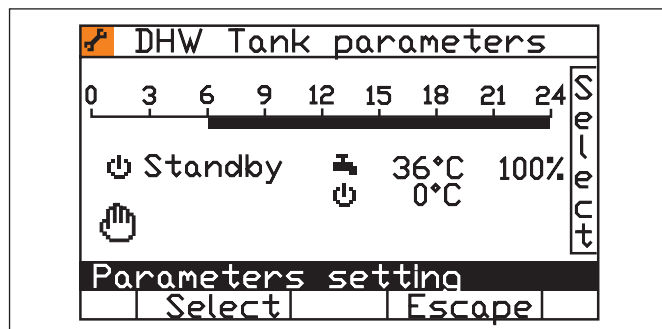 DHW Tank parameters
0 3 6 9 12 15 18 21 24
Select
Standby 36°C 100%
0°C
Parameters setting
Select Escape